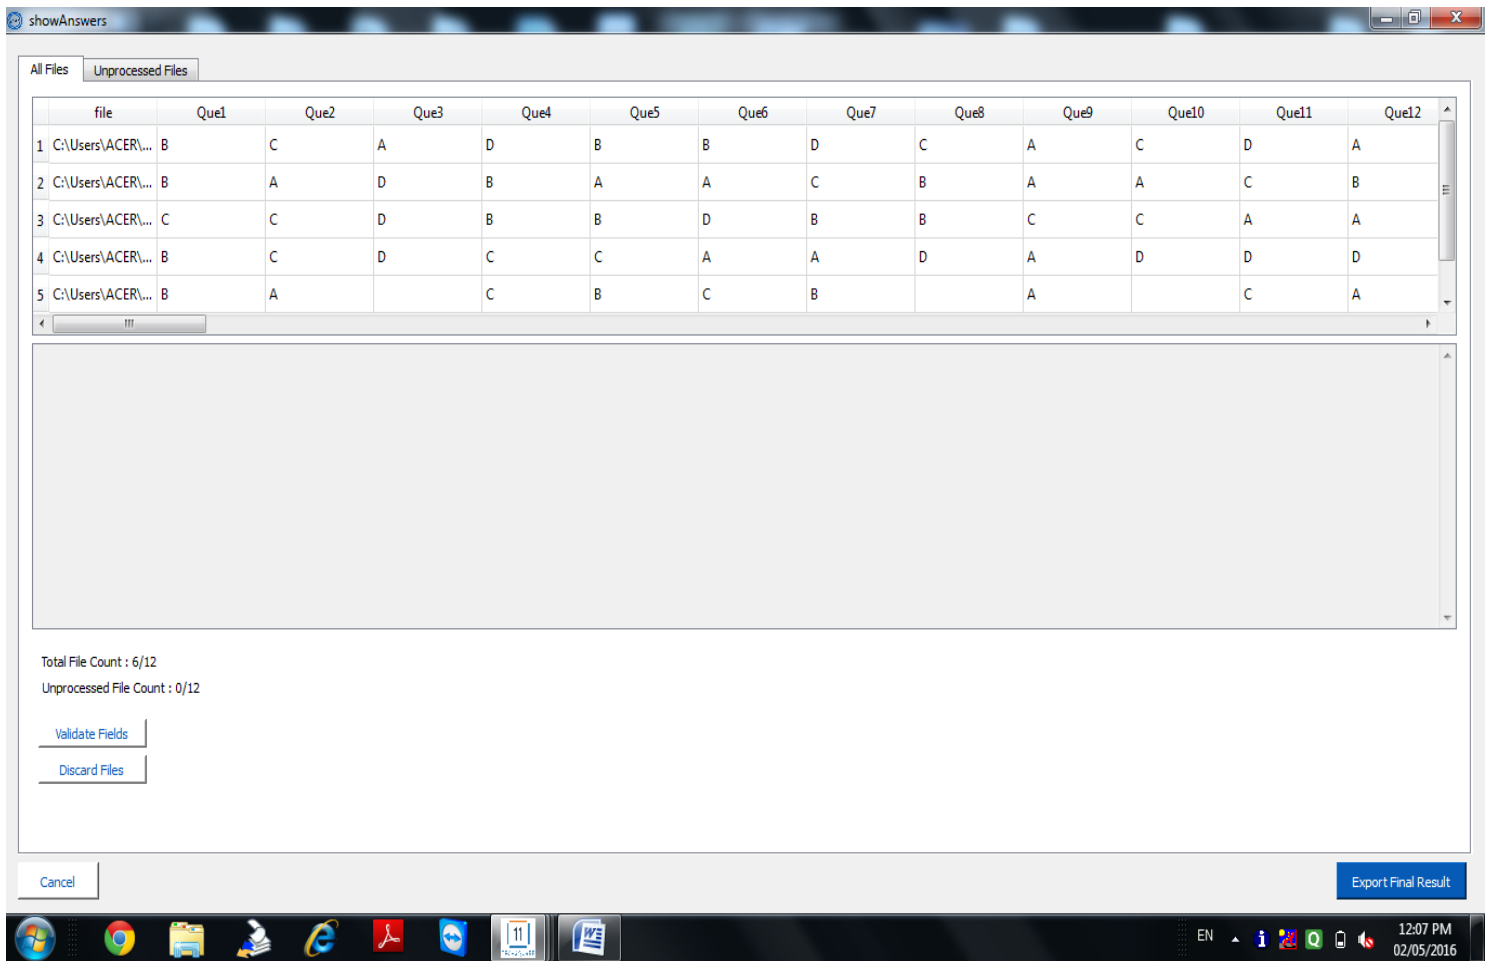 showAnswers
All Files Unprocessed Files
file Que1 Que2 Que3 Que4 Que5 Que6 Que7 Que8 Que9 Que10 Que11 Que12
1 C:\Users\ACER\... B C A D B B D C A C D A
2 C:\Users\ACER\... B A D B A A C B A A C B
3 C:\Users\ACER\... C C D B B D B B C C A A
4 C:\Users\ACER\... B C D C C A A D A D D D
5 C:\Users\ACER\... B A C B C B A C A
Total File Count : 6/12
Unprocessed File Count : 0/12
Validate Fields
Discard Files
Cancel Export Final Result
11 W EN i Q 12:07 PM
02/05/2016